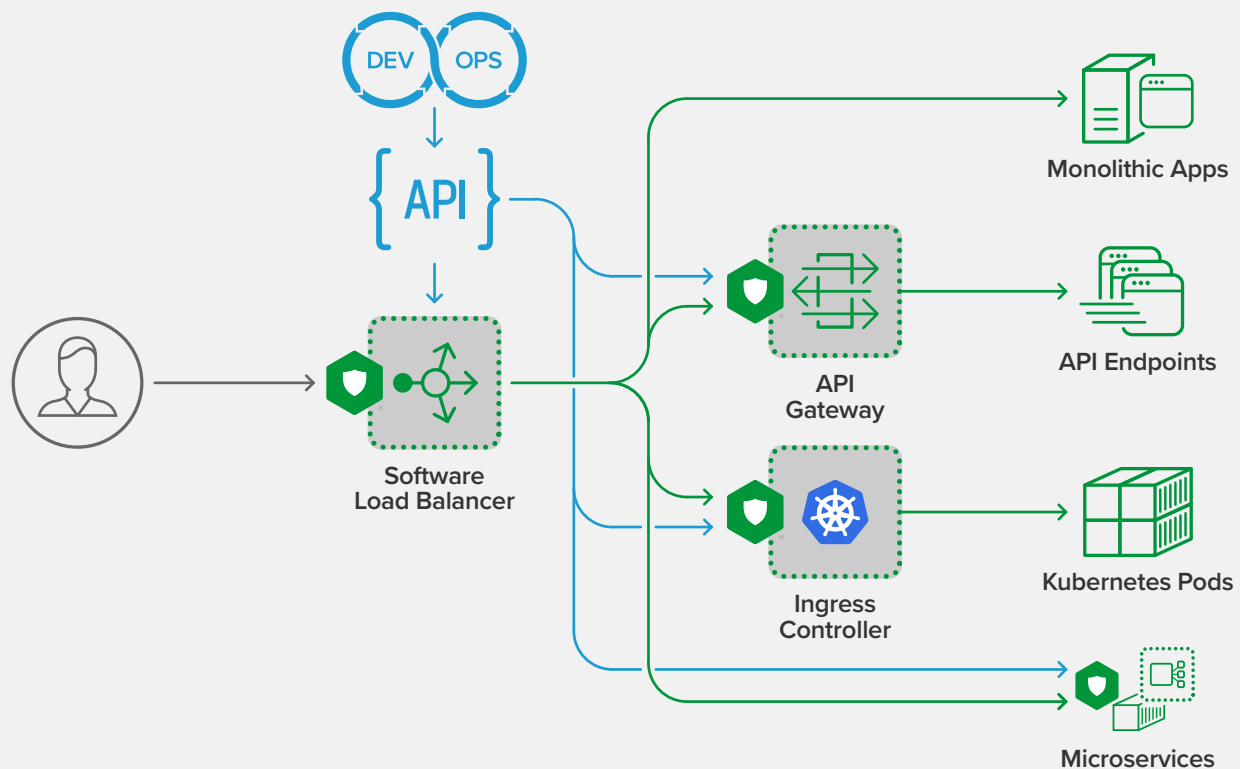 DEV OPS
{ API }
Monolithic Apps
API
Gateway
API Endpoints
Software
Load Balancer
Ingress
Controller
Kubernetes Pods
Microservices